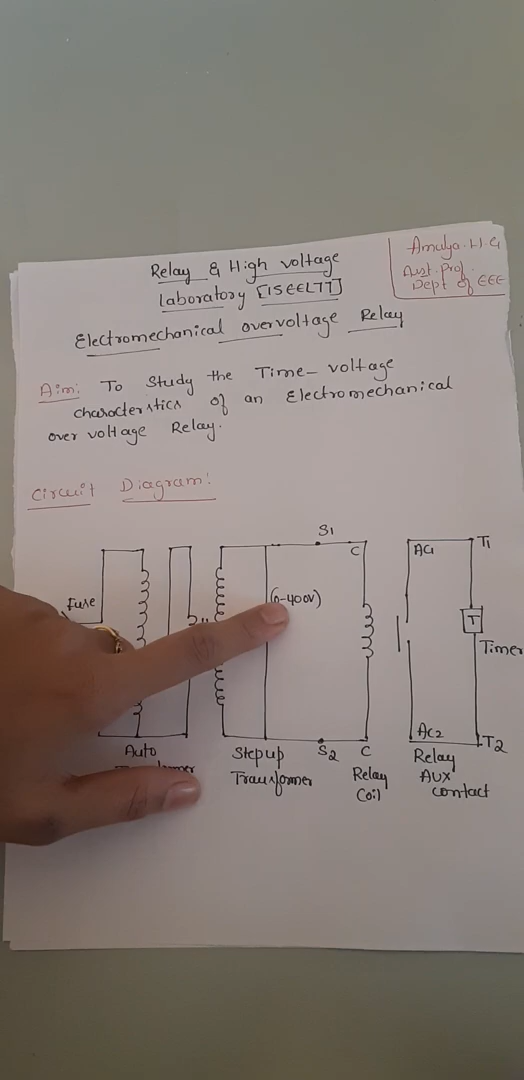 Relay & High voltage
laboratory [18EEL77]
Amulya.H.G
Asst. Prof.
Dept of EEE
Electromechanical overvoltage Relay
Aim: To Study the Time- voltage
characteristics of an Electromechanical
over voltage Relay.
Circuit Diagram:
S1
C
AC1
T1
Fuse
(0-400V)
T
Timer
Auto
Stepup
Transformer
S2
C
Relay
Coil
AC2
Relay
AUX
contact
T2